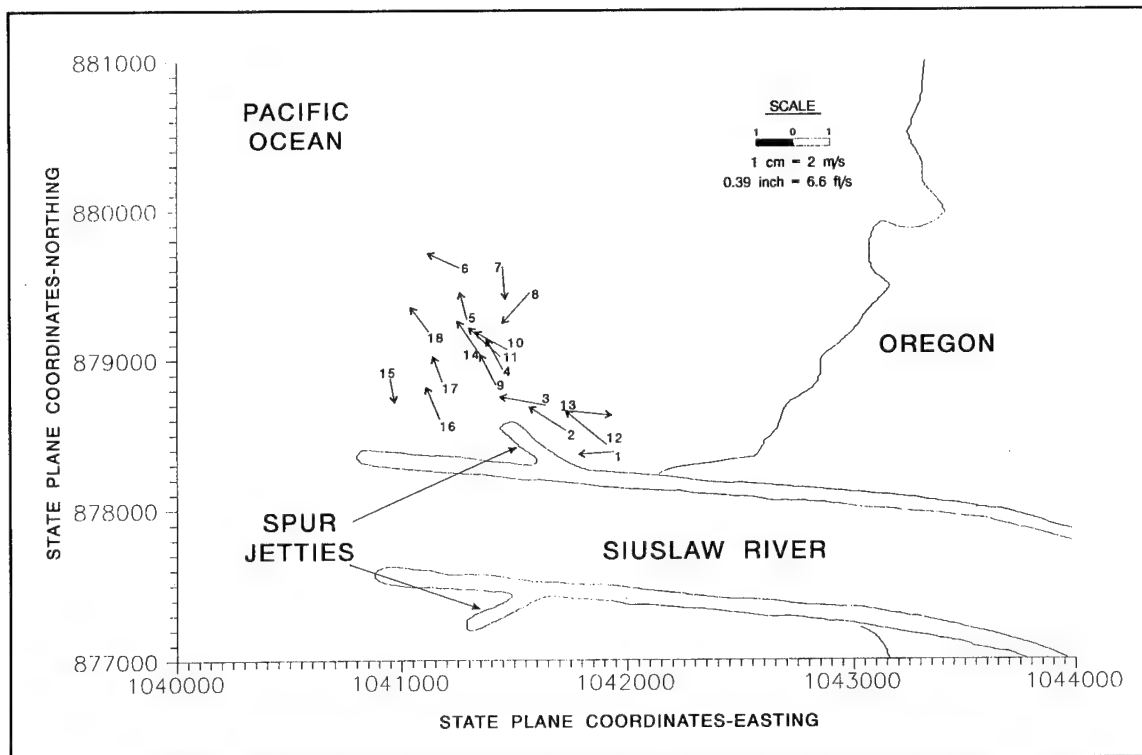 881000
PACIFIC
OCEAN
SCALE
1 0 1
1 cm = 2 m/s
0.39 inch = 6.6 ft/s
STATE PLANE COORDINATES-NORTHING
880000
6
7
8
5
18
10
11
14
4
879000
OREGON
15
17
9
3
13
16
2
12
1
878000
SPUR
JETTIES
SIUSLAW RIVER
877000
1040000
1041000
1042000
1043000
1044000
STATE PLANE COORDINATES-EASTING